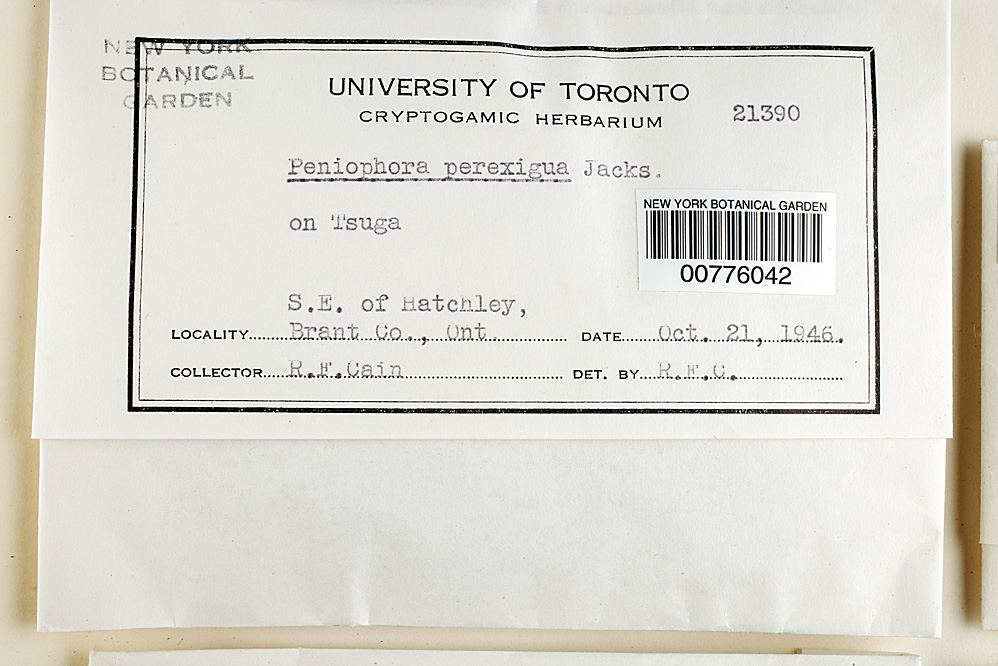 NEW YORK
BOTANICAL
GARDEN
UNIVERSITY OF TORONTO
CRYPTOGAMIC HERBARIUM
21390
Peniophora perexigua Jacks.
on Tsuga
NEW YORK BOTANICAL GARDEN
00776042
S.E. of Hatchley,
LOCALITY Brant Co., Ont. DATE Oct. 21, 1946.
COLLECTOR R.F.Cain DET. BY R.F.C.